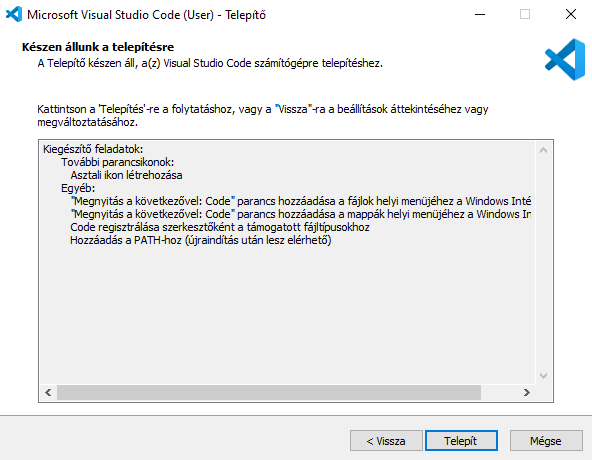 Microsoft Visual Studio Code (User) - Telepítő
Készen állunk a telepítésre
A Telepítő készen áll, a(z) Visual Studio Code számítógépre telepítéshez.
Kattintson a 'Telepítés'-re a folytatáshoz, vagy a "Vissza"-ra a beállítások áttekintéséhez vagy
megváltoztatásához.
Kiegészítő feladatok:
További parancsikonok:
Asztali ikon létrehozása
Egyéb:
"Megnyitás a következővel: Code" parancs hozzáadása a fájlok helyi menüjéhez a Windows Inté
"Megnyitás a következővel: Code" parancs hozzáadása a mappák helyi menüjéhez a Windows In
Code regisztrálása szerkesztőként a támogatott fájltípusokhoz
Hozzáadás a PATH-hoz (újraindítás után lesz elérhető)
< Vissza
Telepít
Mégse